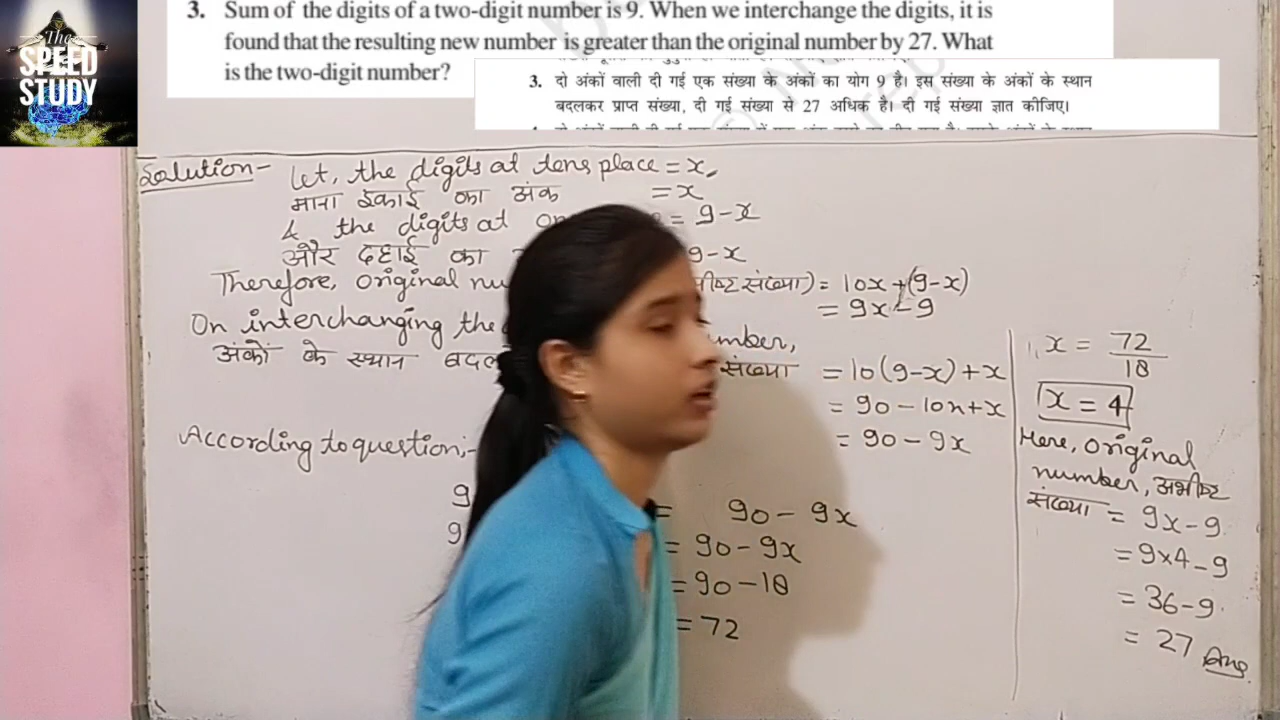 The
SPEED
STUDY
3. Sum of the digits of a two-digit number is 9. When we interchange the digits, it is
found that the resulting new number is greater than the original number by 27. What
is the two-digit number?
3. दो अंकों वाली दी गई एक संख्या के अंकों का योग 9 है। इस संख्या के अंकों के स्थान
बदलकर प्राप्त संख्या, दी गई संख्या से 27 अधिक है। दी गई संख्या ज्ञात कीजिए।
Solution- Let, the digits at tens place = x,
माना इकाई का अंक = x
& the digits at = 9-x
और दहाई का 9-x
Therefore, original संख्या) = 10x + (9-x)
= 9x - 9
On interchanging the
अंकों के स्थान संख्या = 10(9-x) + x
= 90 - 10x + x
= 90 - 9x
According to question,-
9 = 90 - 9x
9 = 90 - 9x
= 90 - 18
= 72
x = 72
18
x = 4
Here, original
number, अभीष्ट
संख्या = 9x - 9
= 9x4 - 9
= 36 - 9
= 27 Ans